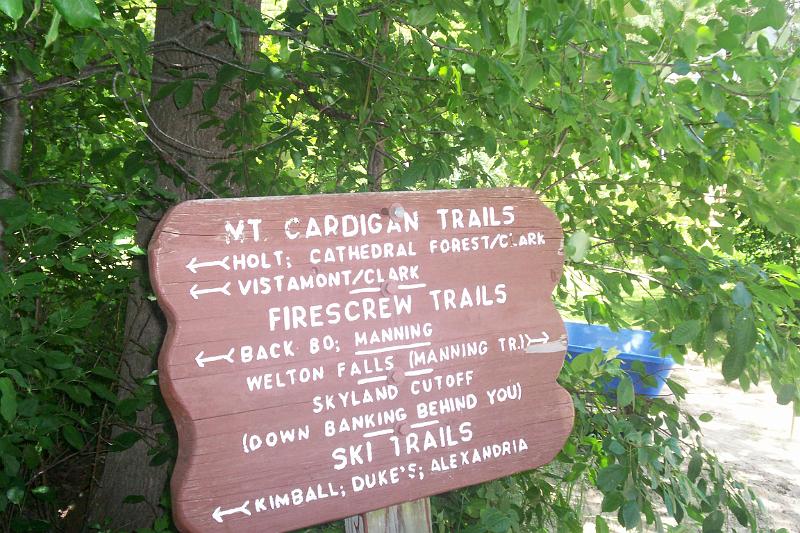 MT. CARDIGAN TRAILS
HOLT; CATHEDRAL FOREST/CLARK
VISTAMONT/CLARK
FIRESCREW TRAILS
BACK 80; MANNING
WELTON FALLS (MANNING TR.)
SKYLAND CUTOFF
(DOWN BANKING BEHIND YOU)
SKI TRAILS
KIMBALL; DUKE'S; ALEXANDRIA